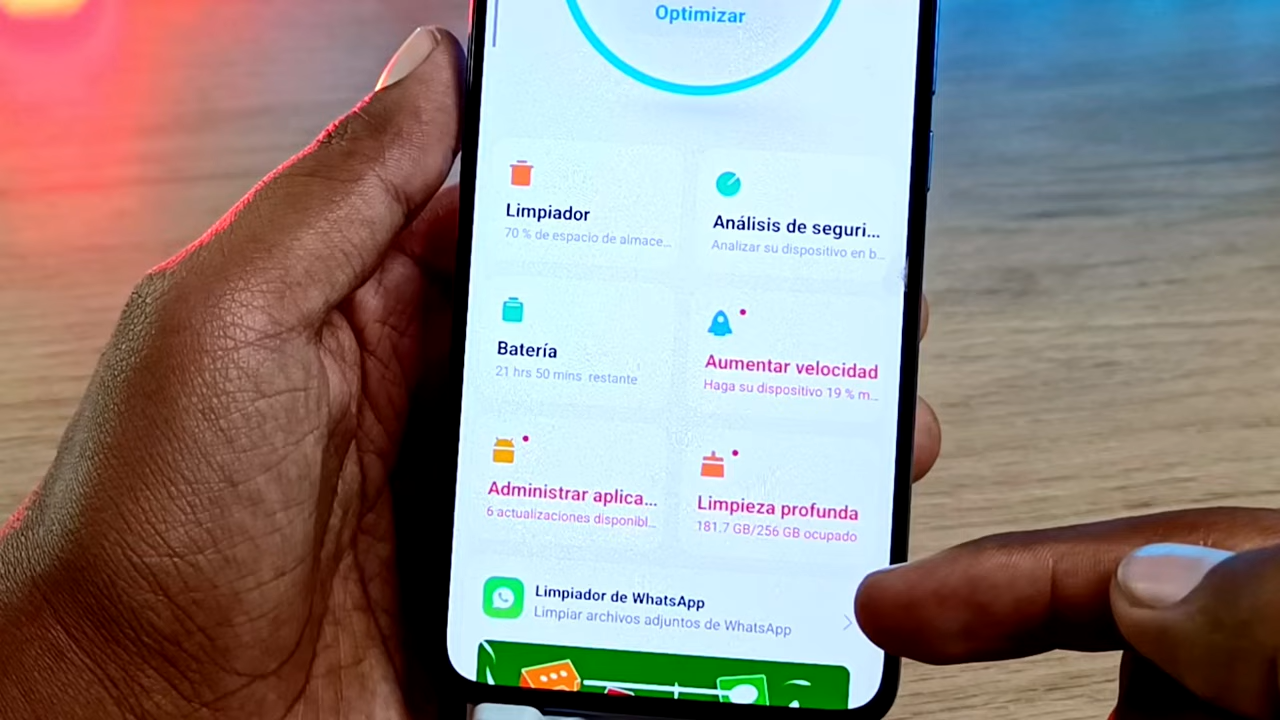 Optimizar
Limpiador
70 % de espacio de almace...
Análisis de seguri...
Analizar su dispositivo en b...
Batería
21 hrs 50 mins restante
Aumentar velocidad
Haga su dispositivo 19 % m...
Administrar aplica...
6 actualizaciones disponibl...
Limpieza profunda
181.7 GB/256 GB ocupado
Limpiador de WhatsApp
Limpiar archivos adjuntos de WhatsApp